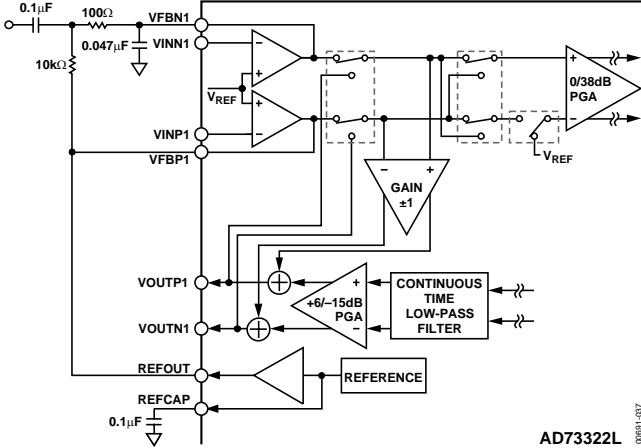 0.1µF
100Ω
VFBN1
0.047µF
VINN1
10kΩ
VREF
VINP1
VFBP1
0/38dB
PGA
VREF
GAIN
±1
VOUTP1
VOUTN1
+6/–15dB
PGA
CONTINUOUS
TIME
LOW-PASS
FILTER
REFOUT
REFERENCE
REFCAP
0.1µF
AD73322L
00691-037